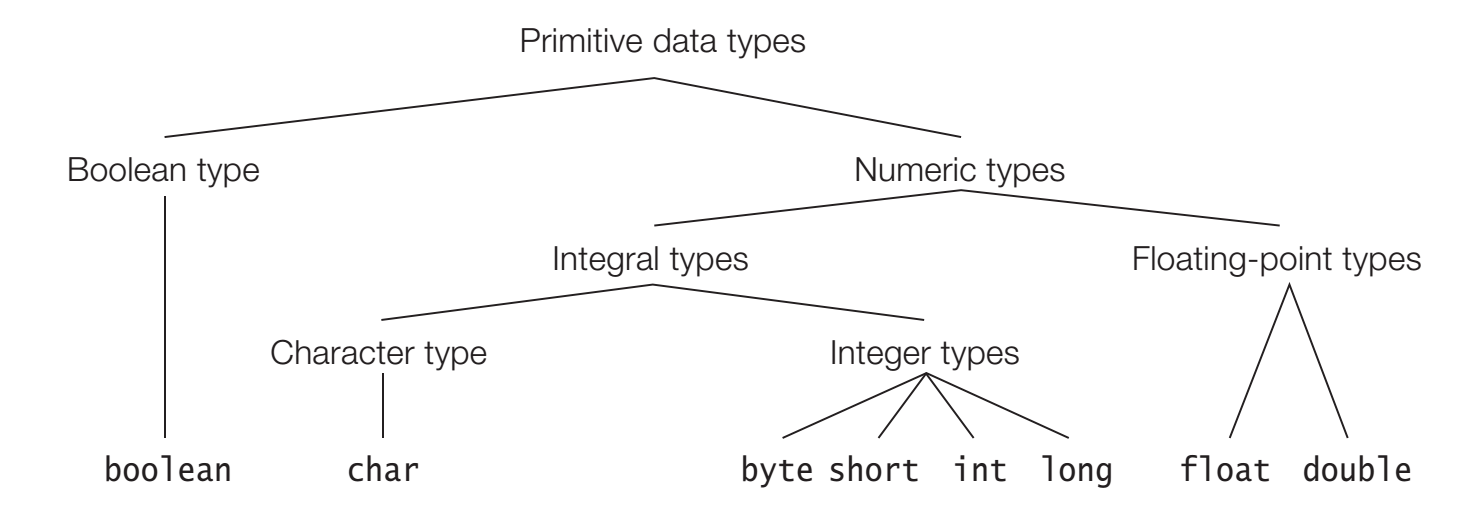 Primitive data types
Boolean type Numeric types
Integral types Floating-point types
Character type Integer types
boolean char byte short int long float double